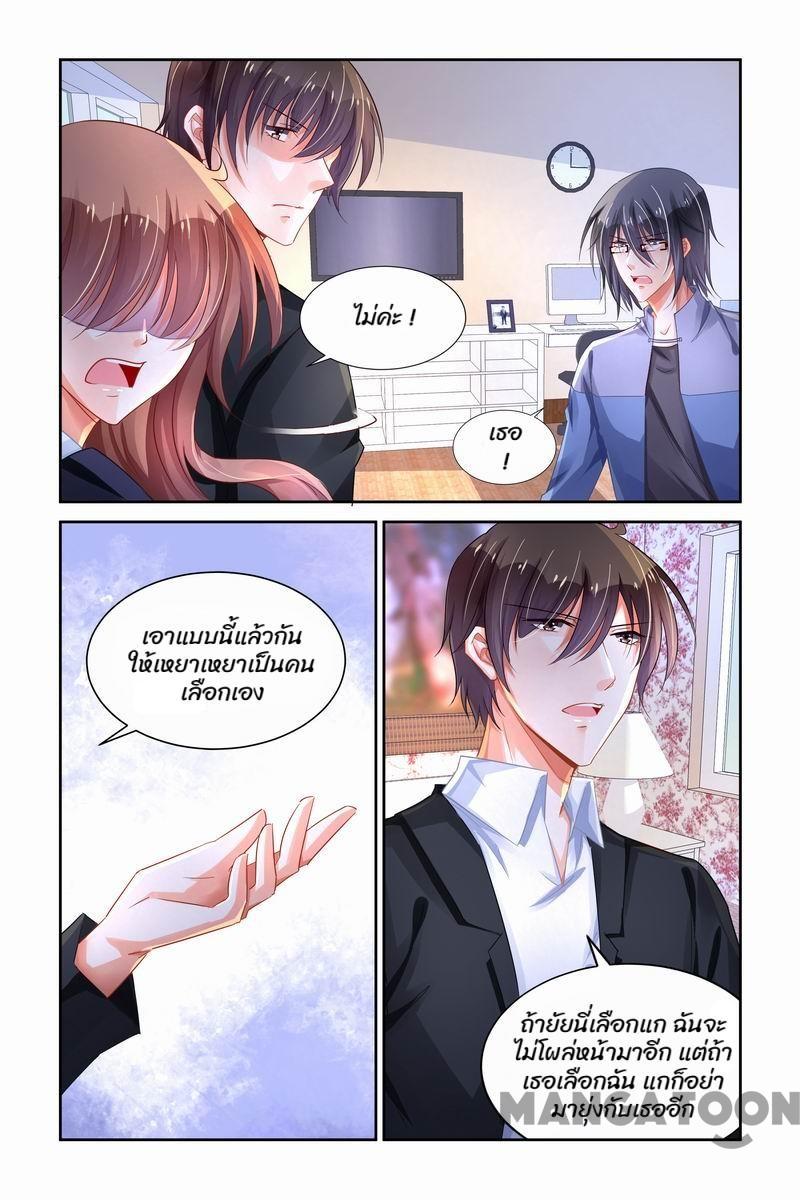 ไม่ค่ะ !
เธอ
!
เอาแบบนี้แล้วกัน
ให้เหยาเหยาเป็นคน
เลือกเอง
ถ้ายัยนี่เลือกแก ฉันจะ
ไม่โผล่หน้ามาอีก แต่ถ้า
เธอเลือกฉัน แกก็อย่า
มายุ่งกับเธออีก
MANGATOON